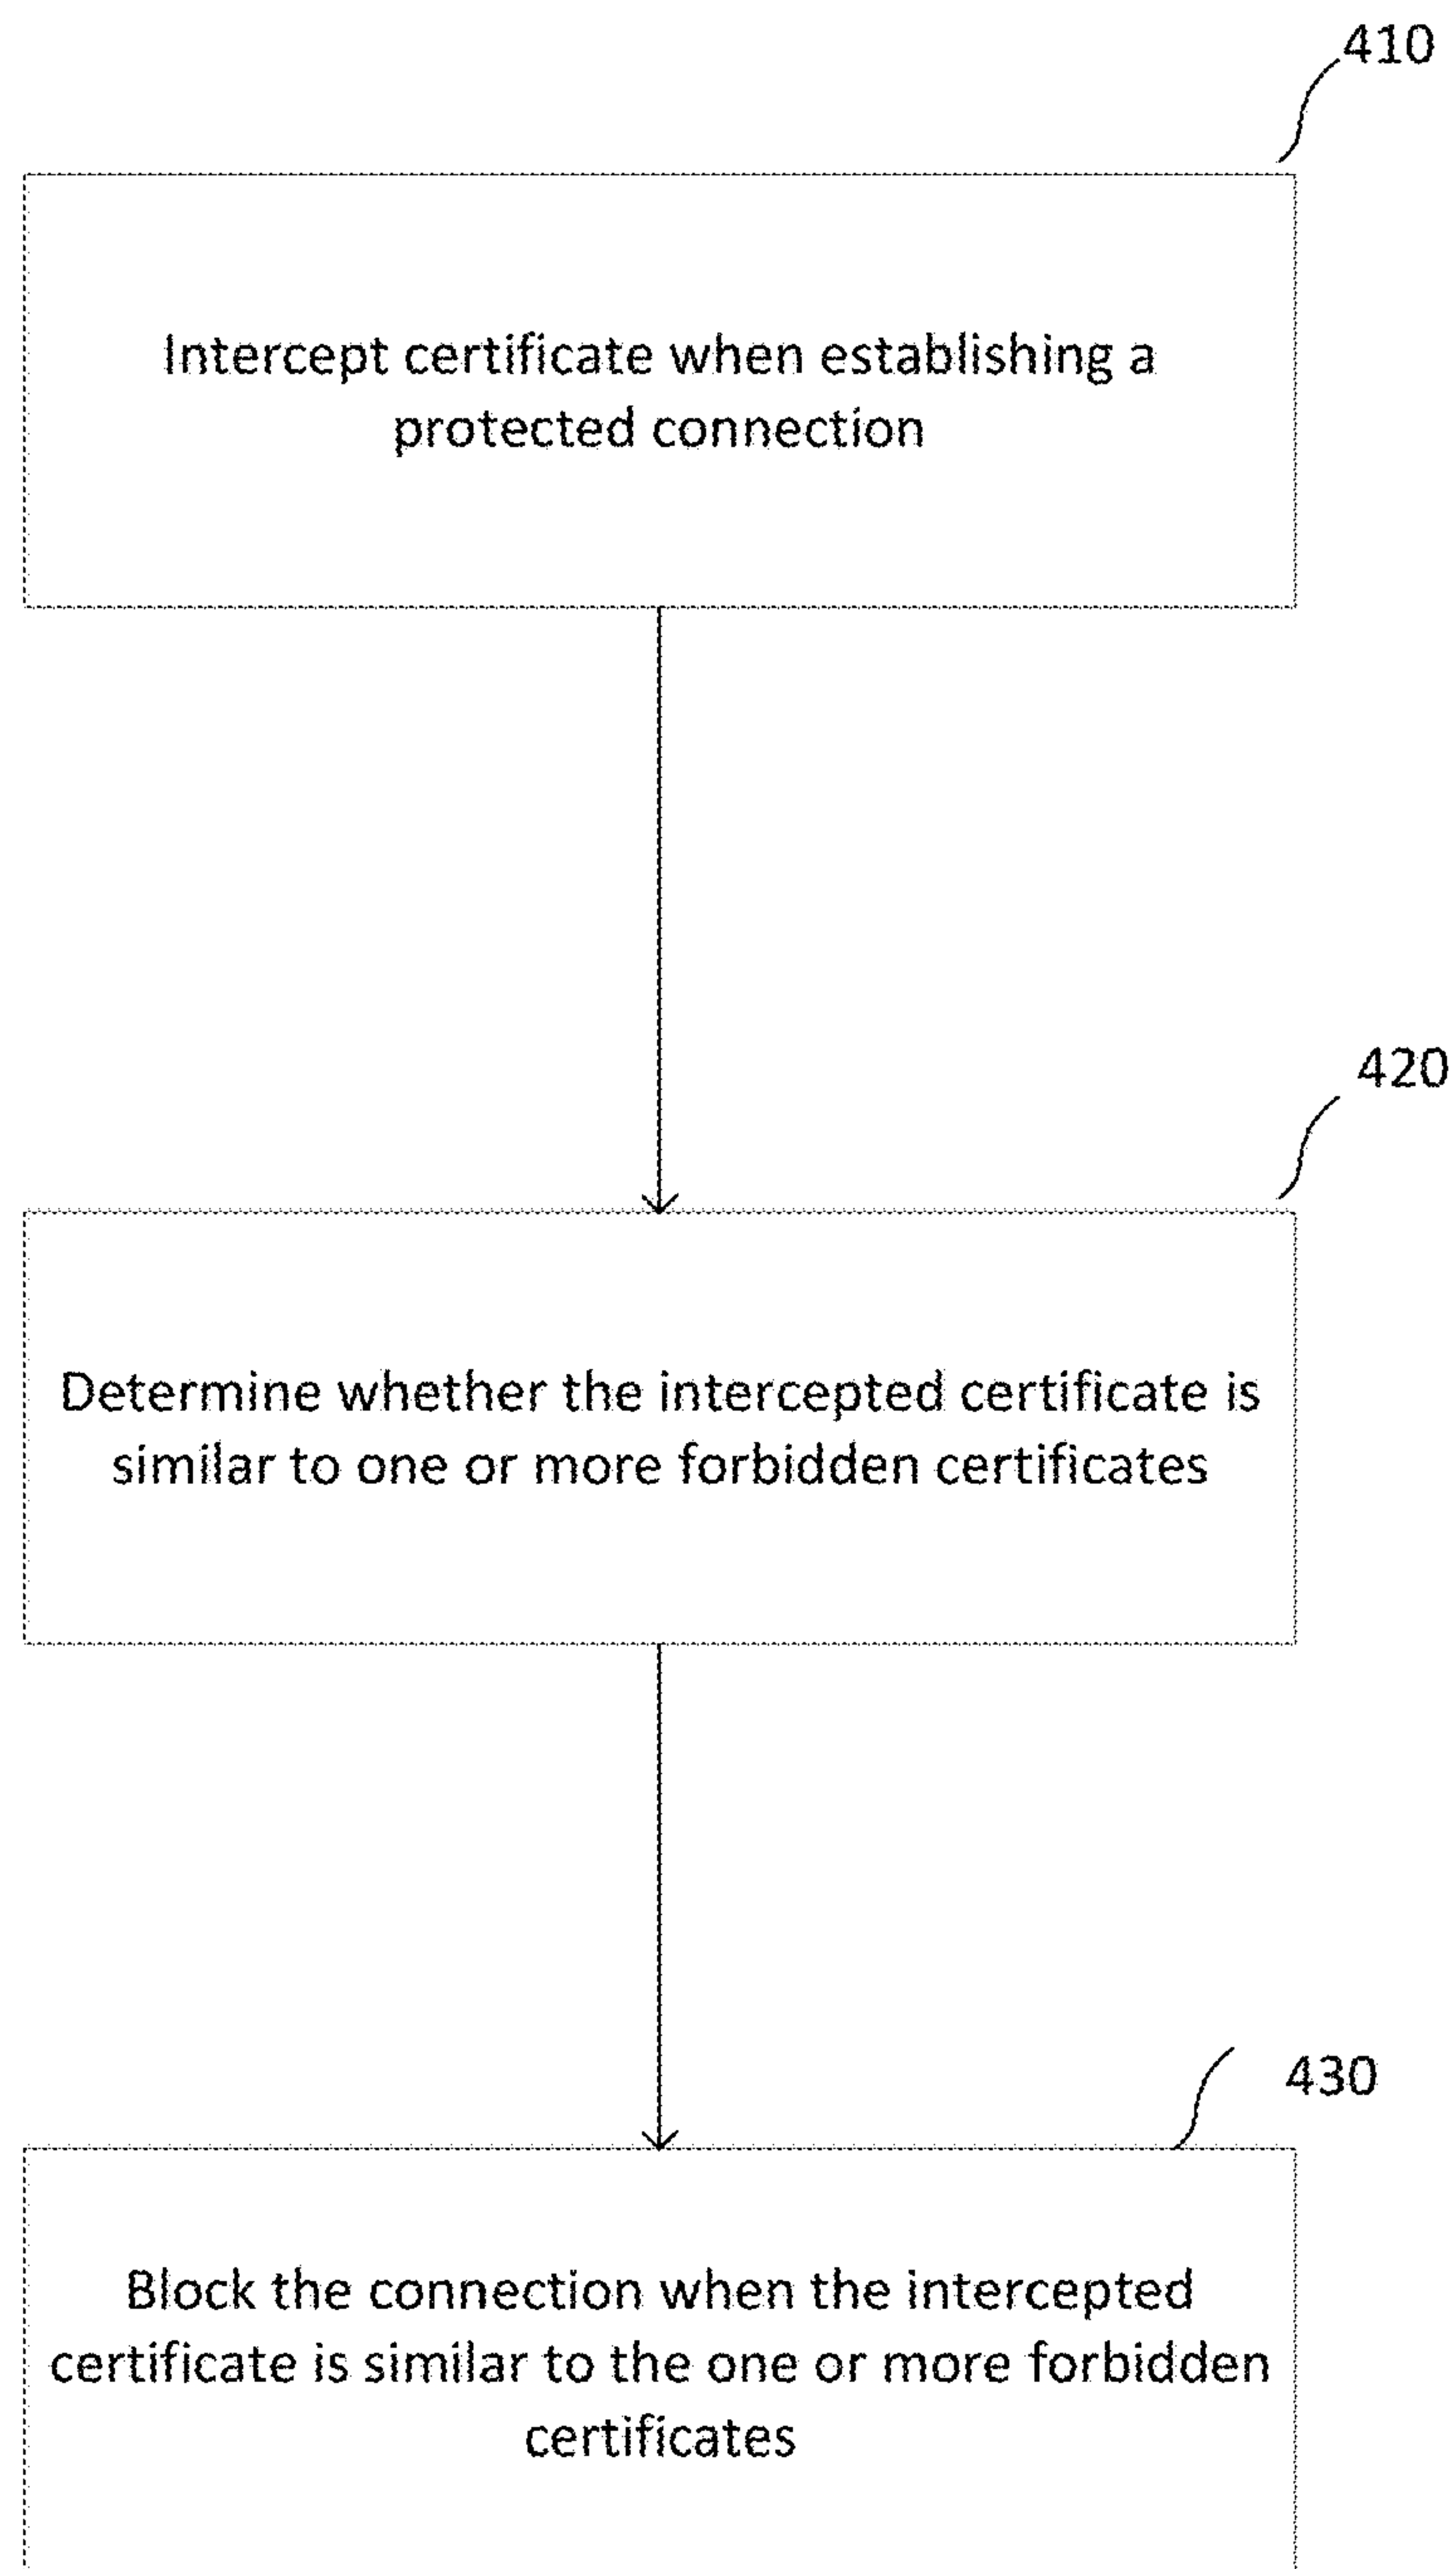 410
Intercept certificate when establishing a
protected connection
420
Determine whether the intercepted certificate is
similar to one or more forbidden certificates
430
Block the connection when the intercepted
certificate is similar to the one or more forbidden
certificates